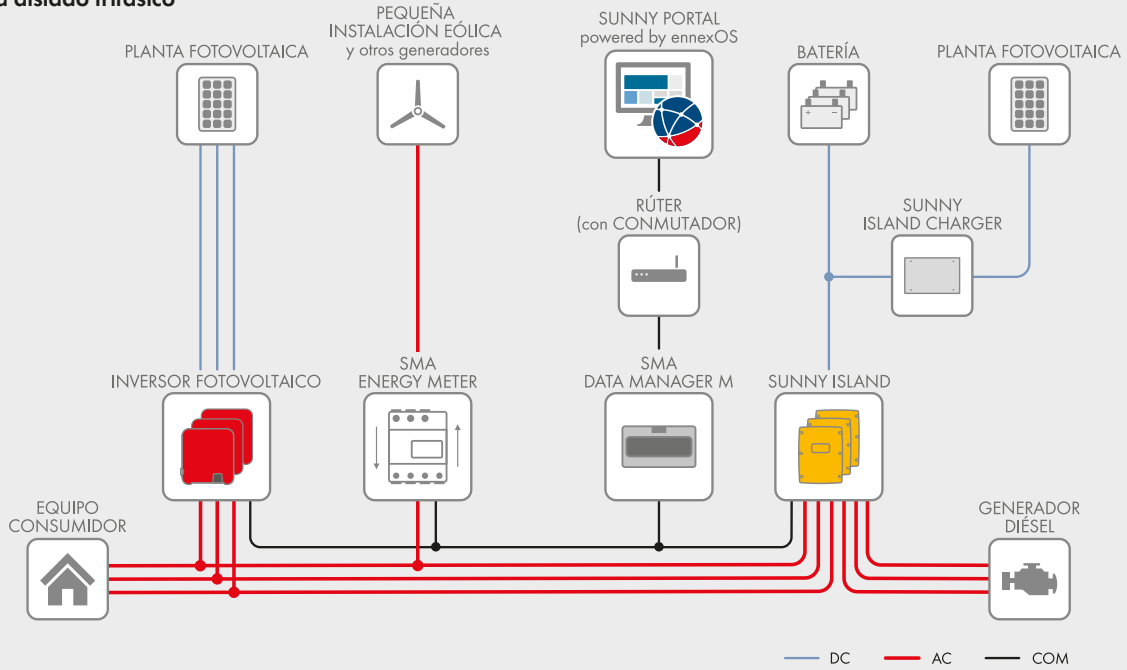 aislado trifásico
PLANTA FOTOVOLTAICA
PEQUEÑA
INSTALACIÓN EÓLICA
y otros generadores
SUNNY PORTAL
powered by ennexOS
BATERÍA
PLANTA FOTOVOLTAICA
RÚTER
(con CONMUTADOR)
SUNNY
ISLAND CHARGER
INVERSOR FOTOVOLTAICO
SMA
ENERGY METER
SMA
DATA MANAGER M
SUNNY ISLAND
EQUIPO
CONSUMIDOR
GENERADOR
DIÉSEL
DC
AC
COM